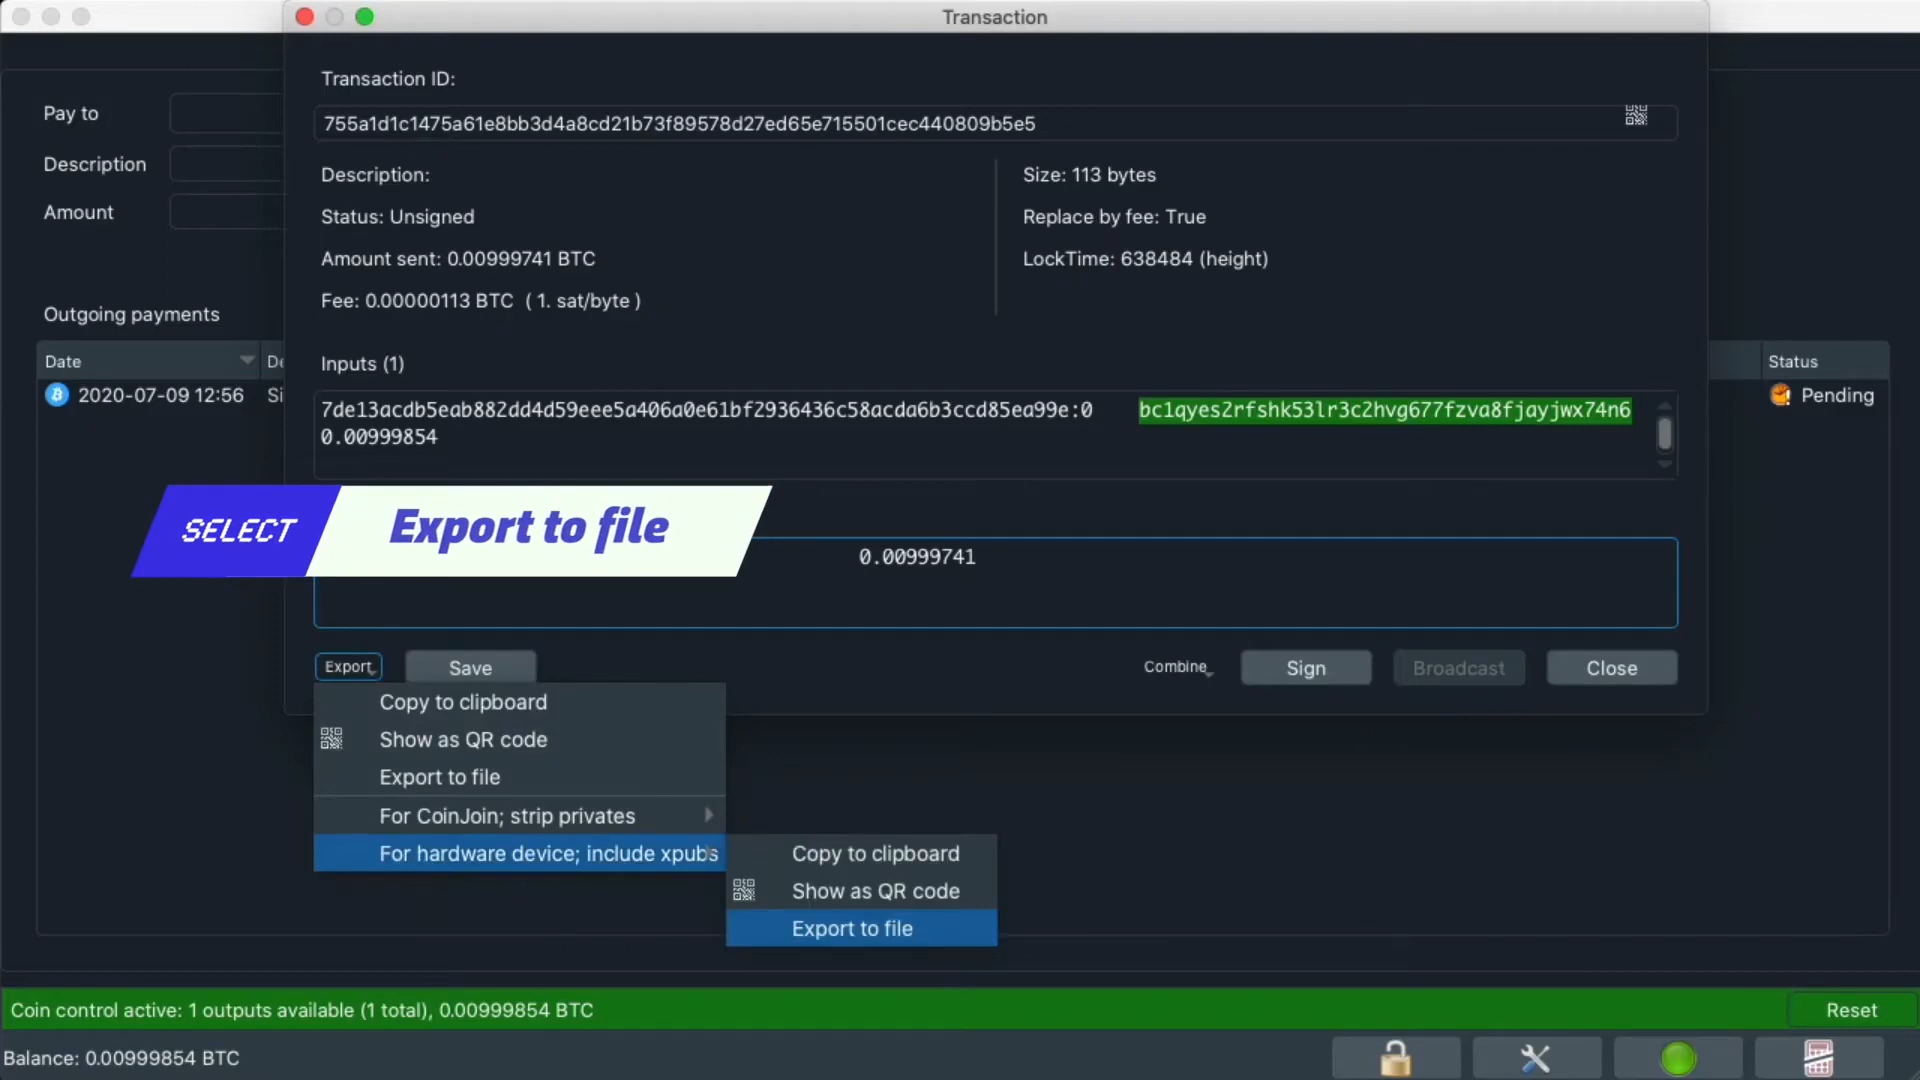 Transaction
Transaction ID:
755a1d1c1475a61e8bb3d4a8cd21b73f89578d27ed65e715501cec440809b5e5
Pay to
Description
Amount
Description:
Status: Unsigned
Amount sent: 0.00999741 BTC
Fee: 0.00000113 BTC ( 1. sat/byte )
Size: 113 bytes
Replace by fee: True
LockTime: 638484 (height)
Outgoing payments
Date
De
Status
2020-07-09 12:56
Si
Pending
Inputs (1)
7de13acdb5eab882dd4d59eee5a406a0e61bf2936436c58acda6b3ccd85ea99e:0 bc1qyes2rfshk53lr3c2hvg677fzva8fjayjwx74n6
0.00999854
SELECT Export to file
0.00999741
Export
Save
Combine
Sign
Broadcast
Close
Copy to clipboard
Show as QR code
Export to file
For CoinJoin; strip privates
For hardware device; include xpubs
Copy to clipboard
Show as QR code
Export to file
Coin control active: 1 outputs available (1 total), 0.00999854 BTC
Reset
Balance: 0.00999854 BTC